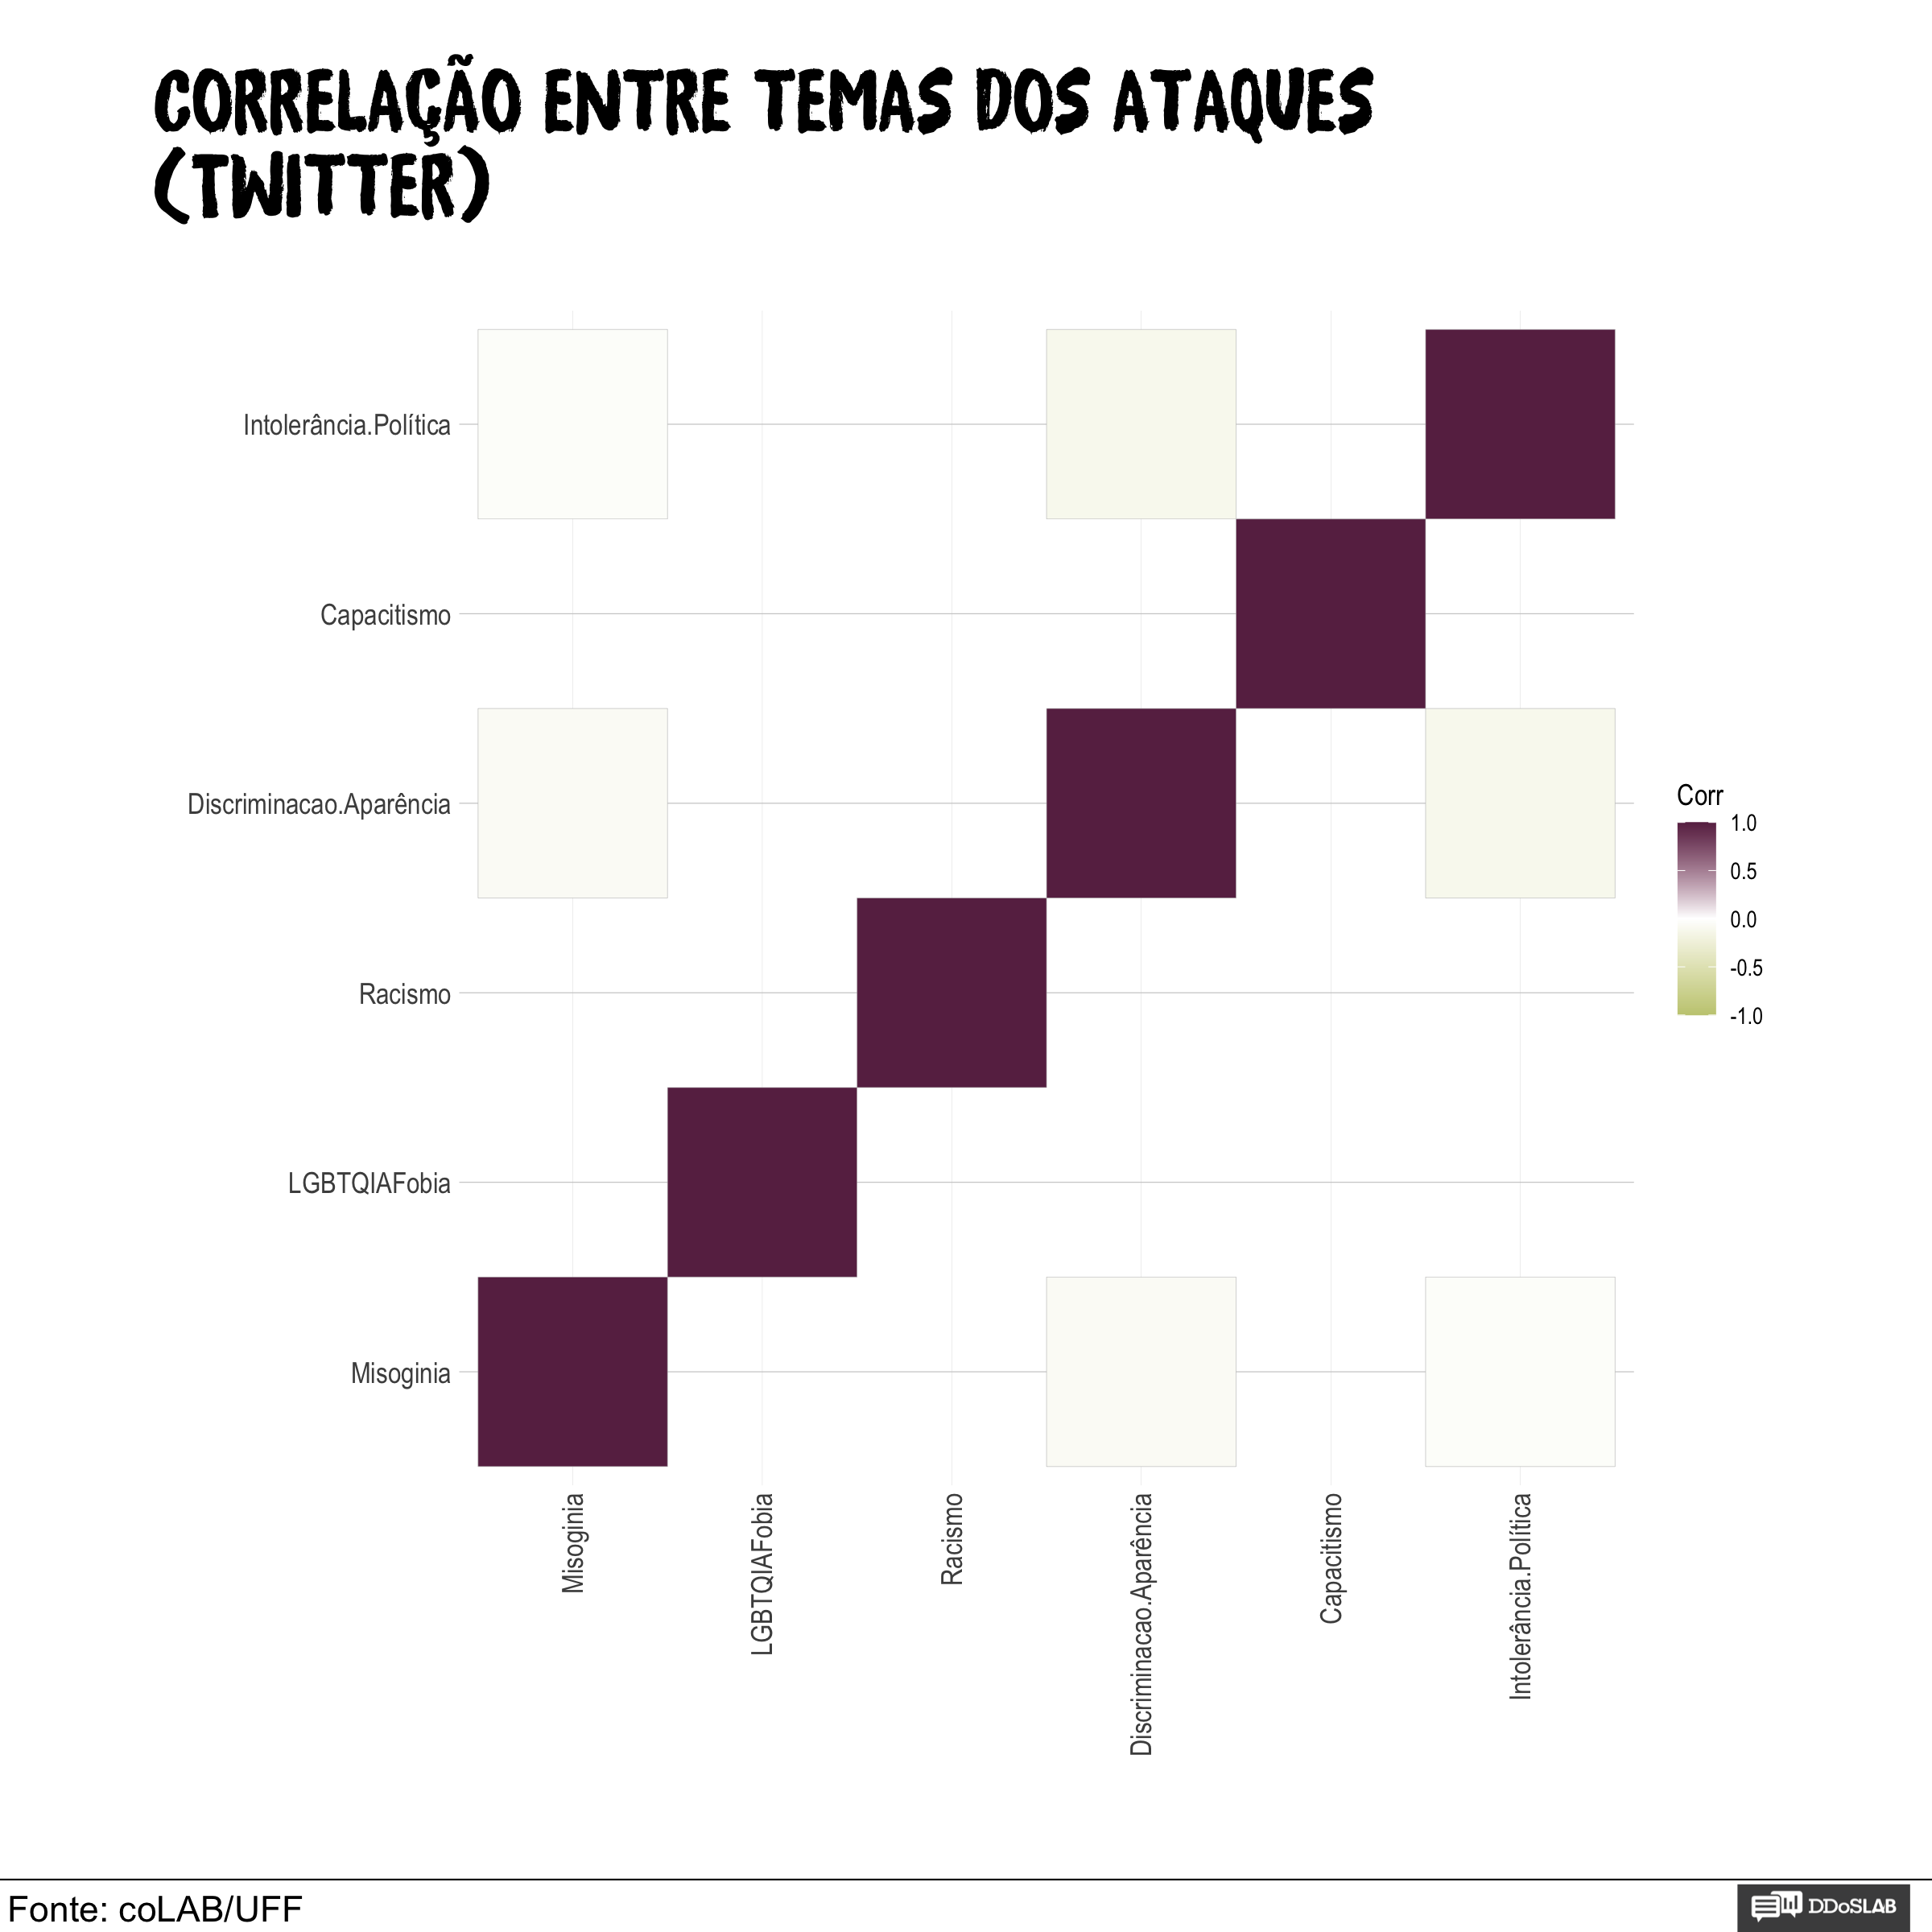 CORRELAÇÃO ENTRE TEMAS DOS ATAQUES
(TWITTER)
Intolerância.Política
Capacitismo
Discriminacao.Aparência
Racismo
LGBTQIAFobia
Misoginia
Misoginia
LGBTQIAFobia
Racismo
Discriminacao.Aparência
Capacitismo
Intolerância.Política
Corr
1.0
0.5
0.0
-0.5
-1.0
Fonte: coLAB/UFF
DDoSLAB